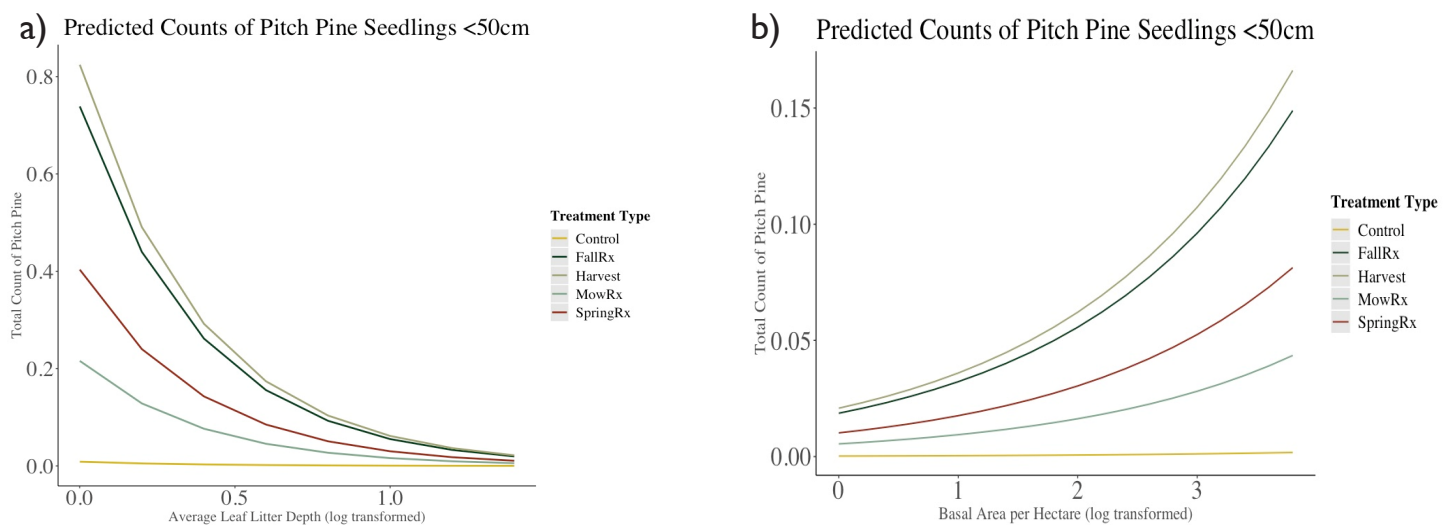 a) Predicted Counts of Pitch Pine Seedlings <50cm
Total Count of Pitch Pine
0.8
0.6
0.4
0.2
0.0
0.0 0.5 1.0
Average Leaf Litter Depth (log transformed)
Treatment Type
Control
FallRx
Harvest
MowRx
SpringRx
b) Predicted Counts of Pitch Pine Seedlings <50cm
Total Count of Pitch Pine
0.15
0.10
0.05
0.00
0 1 2 3
Basal Area per Hectare (log transformed)
Treatment Type
Control
FallRx
Harvest
MowRx
SpringRx